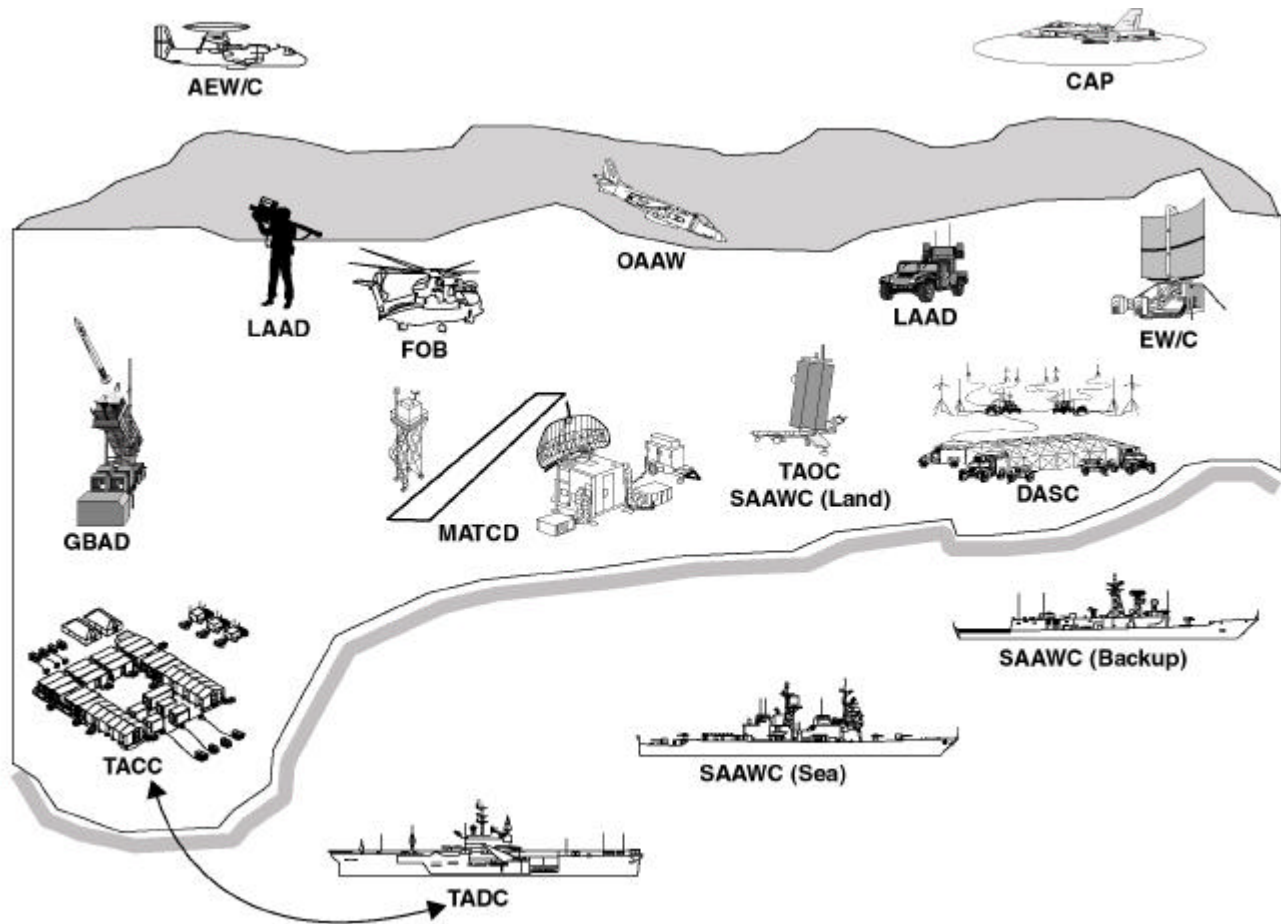 AEW/C
CAP
OAAW
LAAD
LAAD
FOB
EW/C
TAOC
SAAWC (Land)
DASC
MATCD
GBAD
SAAWC (Backup)
TACC
SAAWC (Sea)
TADC